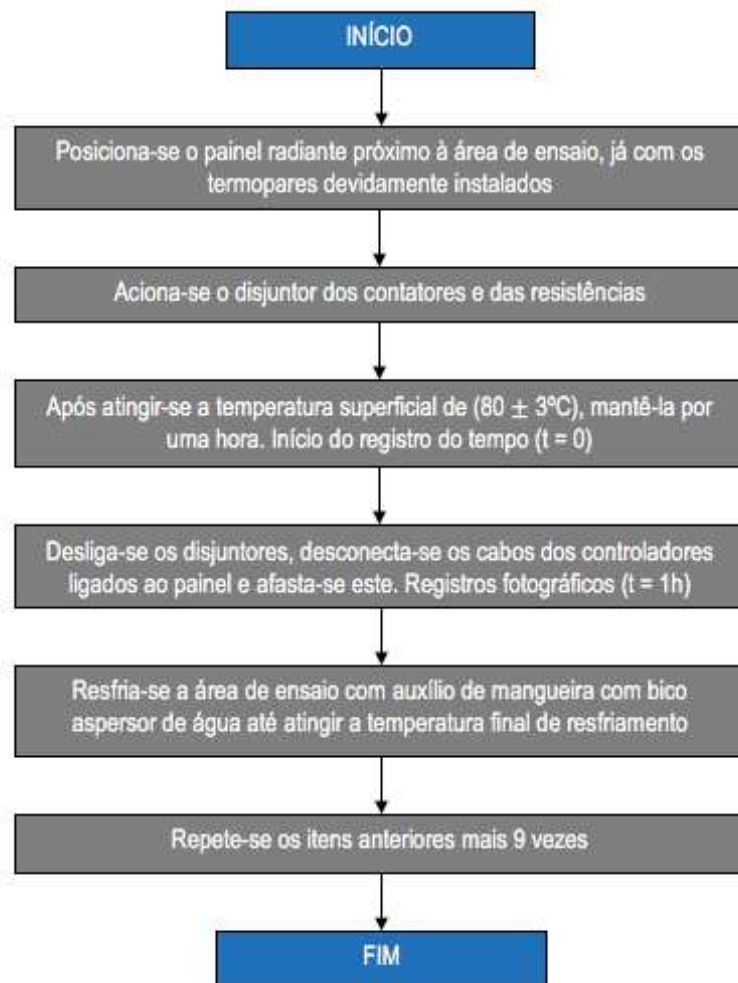 INÍCIO
Posiciona-se o painel radiante próximo à área de ensaio, já com os
termopares devidamente instalados
Aciona-se o disjuntor dos contatores e das resistências
Após atingir-se a temperatura superficial de (80 ± 3ºC), mantê-la por
uma hora. Início do registro do tempo (t = 0)
Desliga-se os disjuntores, desconecta-se os cabos dos controladores
ligados ao painel e afasta-se este. Registros fotográficos (t = 1h)
Resfria-se a área de ensaio com auxílio de mangueira com bico
aspersor de água até atingir a temperatura final de resfriamento
Repete-se os itens anteriores mais 9 vezes
FIM